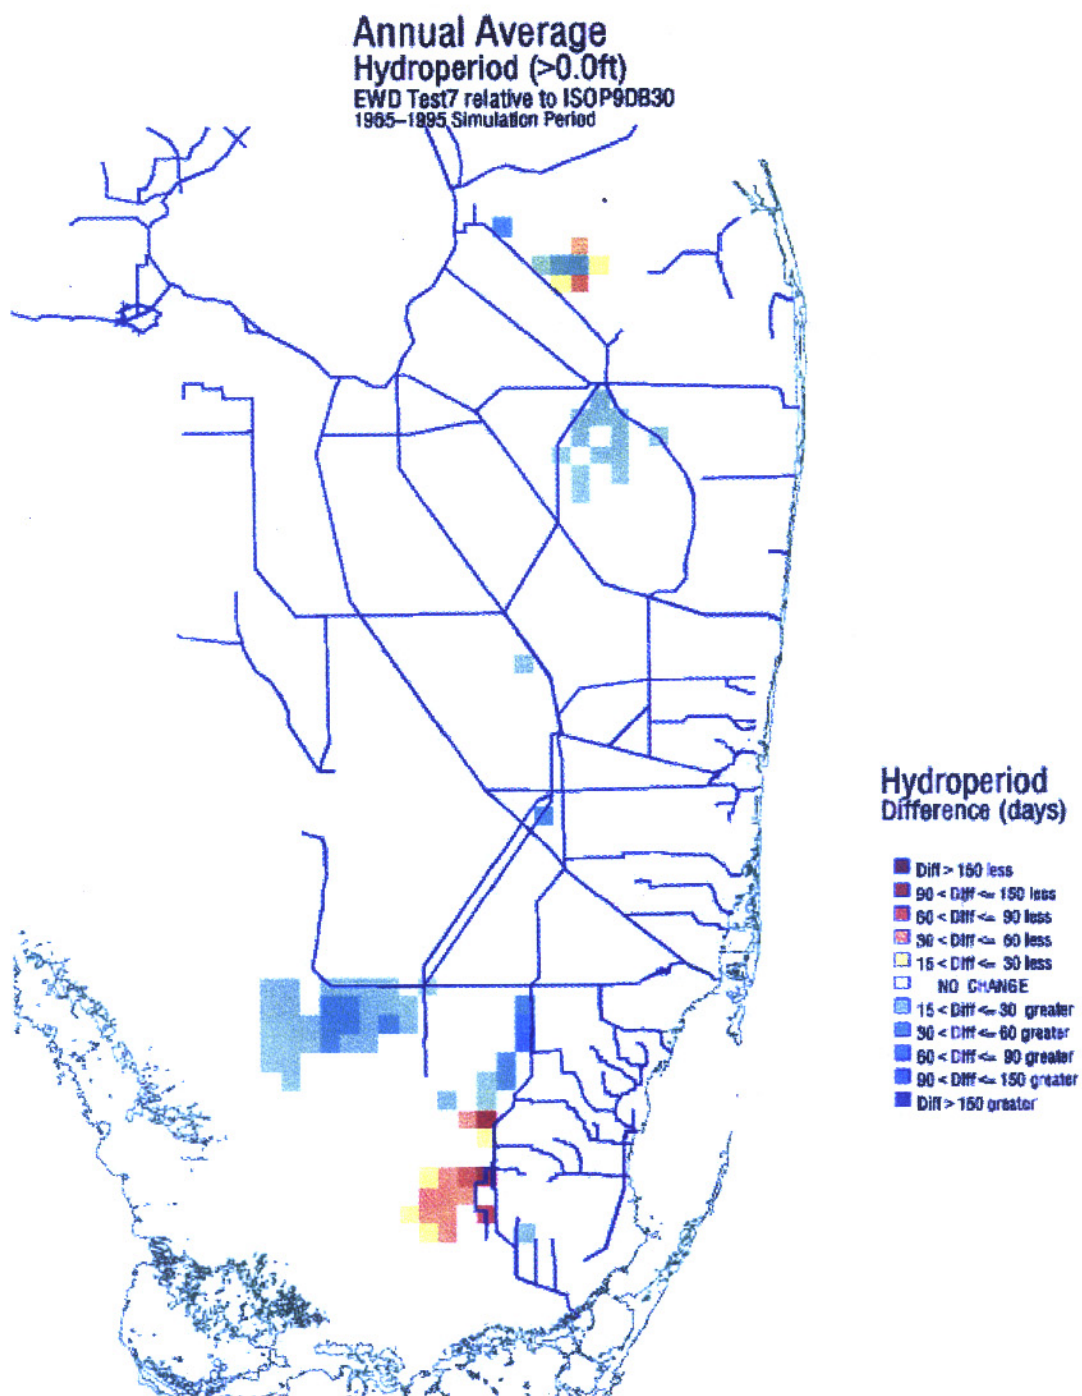 Annual Average
Hydroperiod (>0.0ft)
EWD Test7 relative to ISOP9DB30
1965-1995 Simulation Period
Hydroperiod
Difference (days)
Diff > 150 less
90 < Diff <= 150 less
60 < Diff <= 90 less
30 < Diff <= 60 less
15 < Diff <= 30 less
NO CHANGE
15 < Diff <= 30 greater
30 < Diff <= 60 greater
60 < Diff <= 90 greater
90 < Diff <= 150 greater
Diff > 150 greater